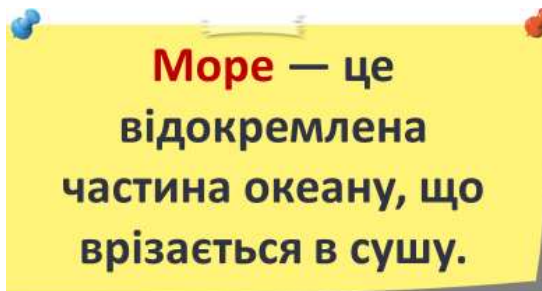 Море — це
відокремлена
частина океану, що
врізається в сушу.